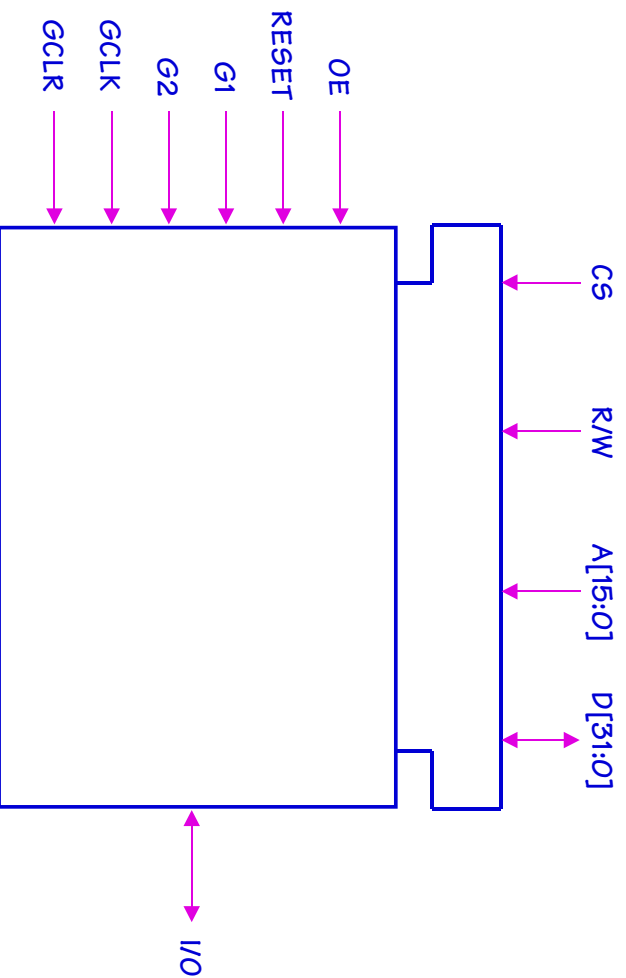 CS
R/W
A[15:0]
D[31:0]
OE
RESET
G1
G2
GCLK
GCLR
I/O